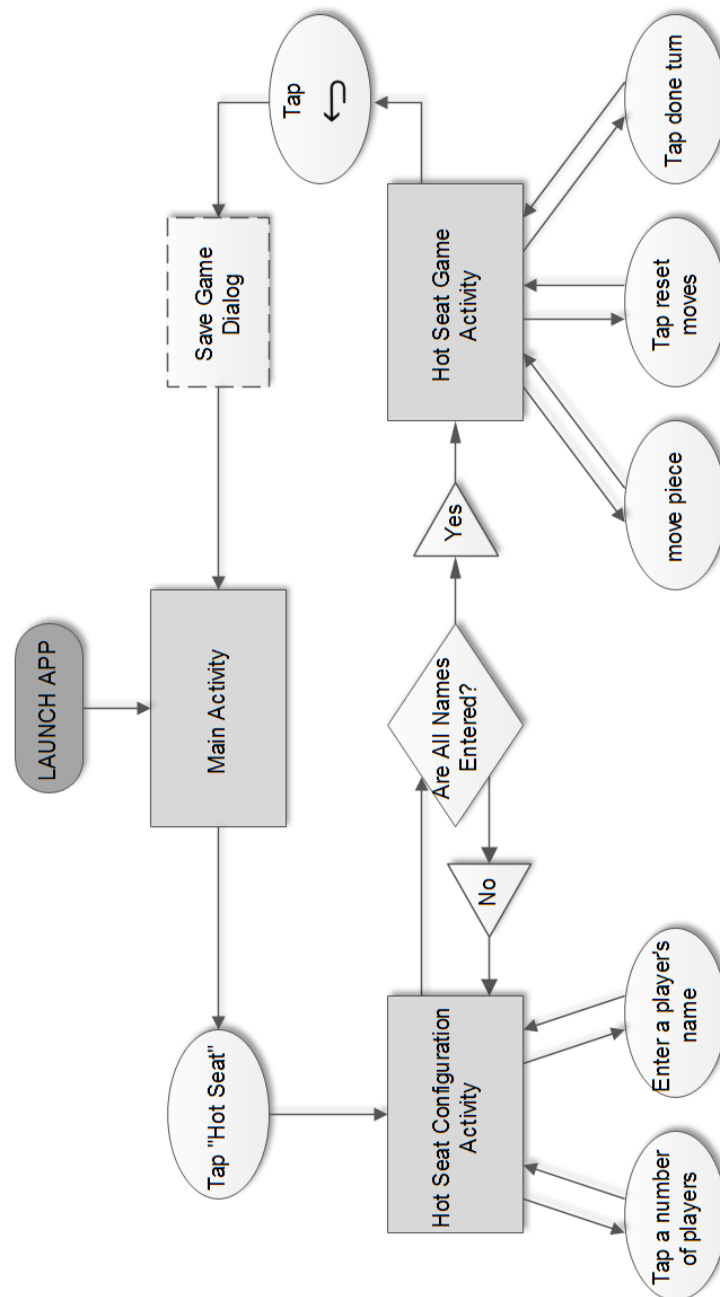 LAUNCH APP
Main Activity
Tap "Hot Seat"
Hot Seat Configuration
Activity
Tap a number
of players
Enter a player's
name
Are All Names
Entered?
No
Yes
Hot Seat Game
Activity
move piece
Tap reset
moves
Tap done turn
Tap
Save Game
Dialog